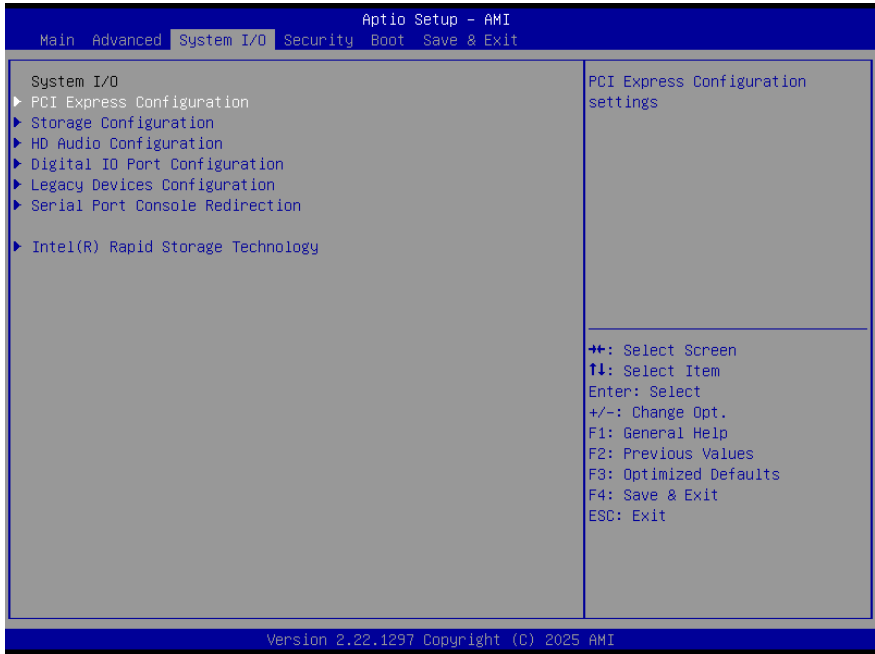 Aptio Setup – AMI
Main Advanced System I/O Security Boot Save & Exit
System I/O
PCI Express Configuration
Storage Configuration
HD Audio Configuration
Digital IO Port Configuration
Legacy Devices Configuration
Serial Port Console Redirection
Intel(R) Rapid Storage Technology
PCI Express Configuration
settings
→←: Select Screen
↑↓: Select Item
Enter: Select
+/-: Change Opt.
F1: General Help
F2: Previous Values
F3: Optimized Defaults
F4: Save & Exit
ESC: Exit
Version 2.22.1297 Copyright (C) 2025 AMI